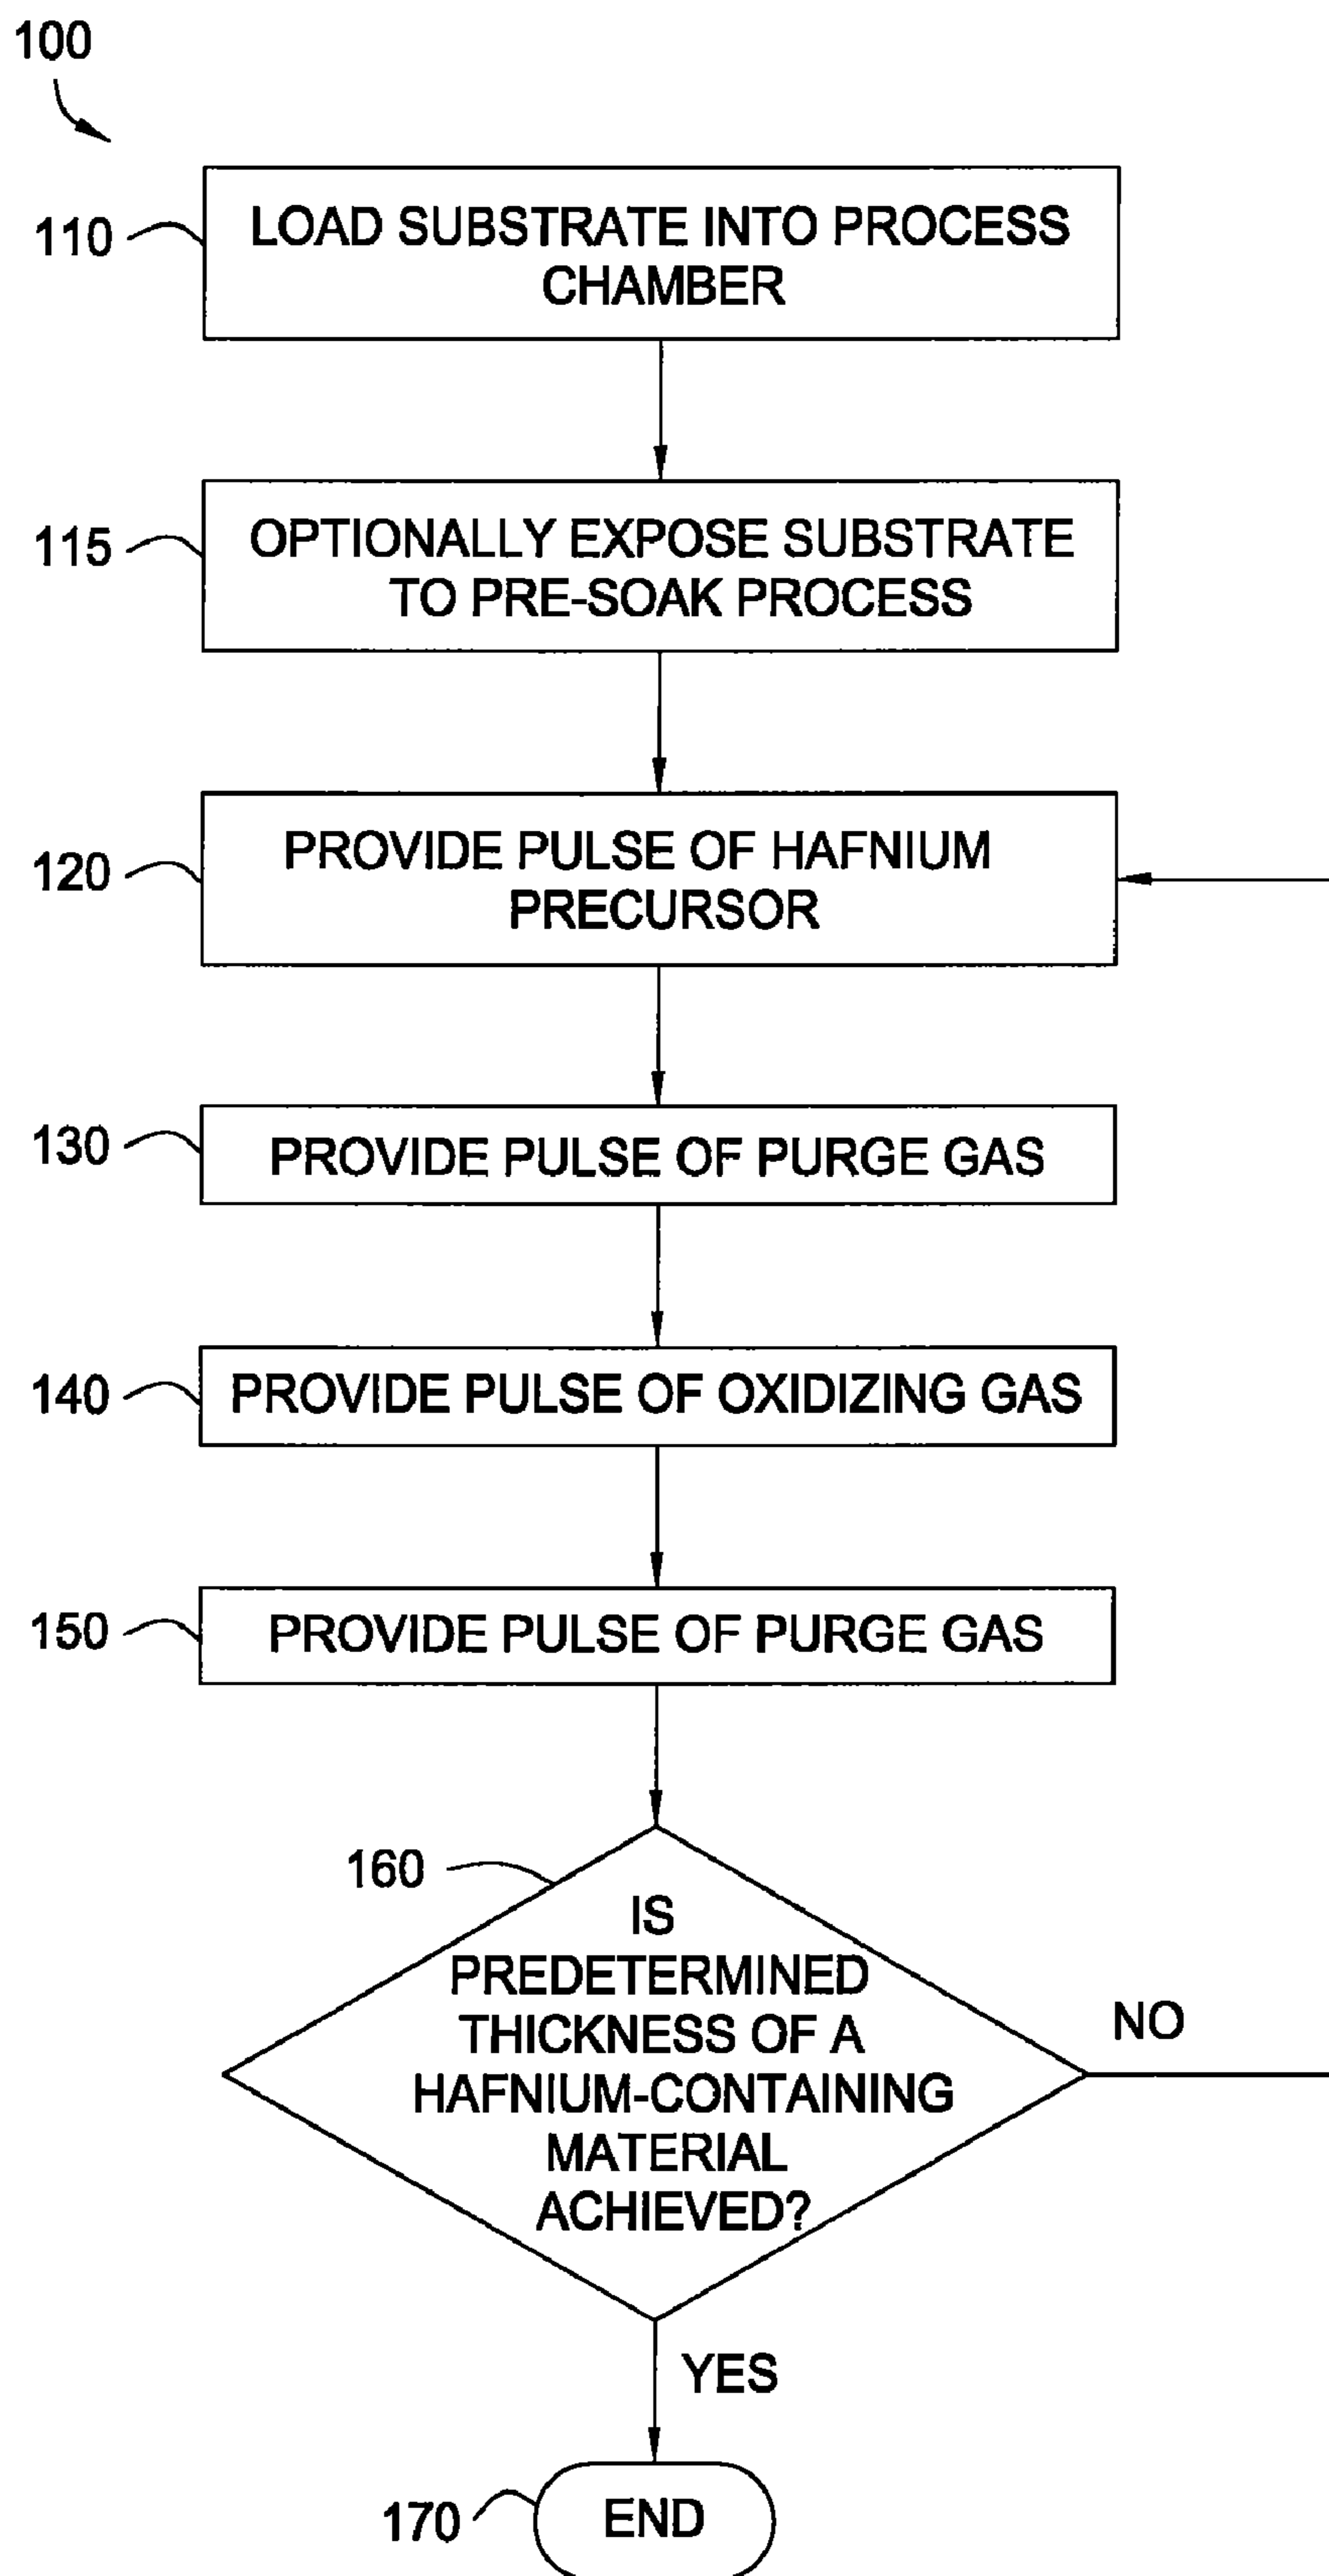 100
110
LOAD SUBSTRATE INTO PROCESS
CHAMBER
115
OPTIONALLY EXPOSE SUBSTRATE
TO PRE-SOAK PROCESS
120
PROVIDE PULSE OF HAFNIUM
PRECURSOR
130
PROVIDE PULSE OF PURGE GAS
140
PROVIDE PULSE OF OXIDIZING GAS
150
PROVIDE PULSE OF PURGE GAS
160
IS
PREDETERMINED
THICKNESS OF A
HAFNIUM-CONTAINING
MATERIAL
ACHIEVED?
NO
YES
170
END